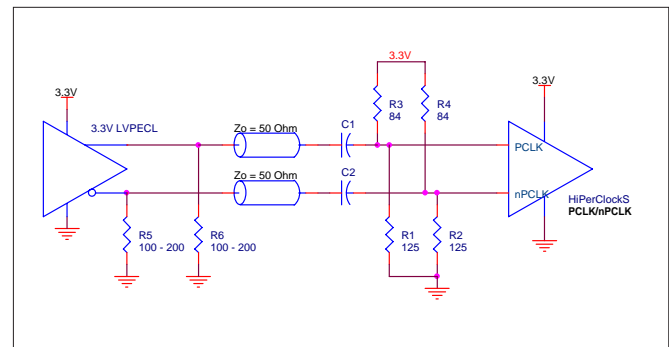 3.3V
3.3V
3.3V
R3
84
R4
84
3.3V LVPECL
Zo = 50 Ohm
C1
PCLK
Zo = 50 Ohm
C2
nPCLK
HiPerClockS
PCLK/nPCLK
R5
100 - 200
R6
100 - 200
R1
125
R2
125